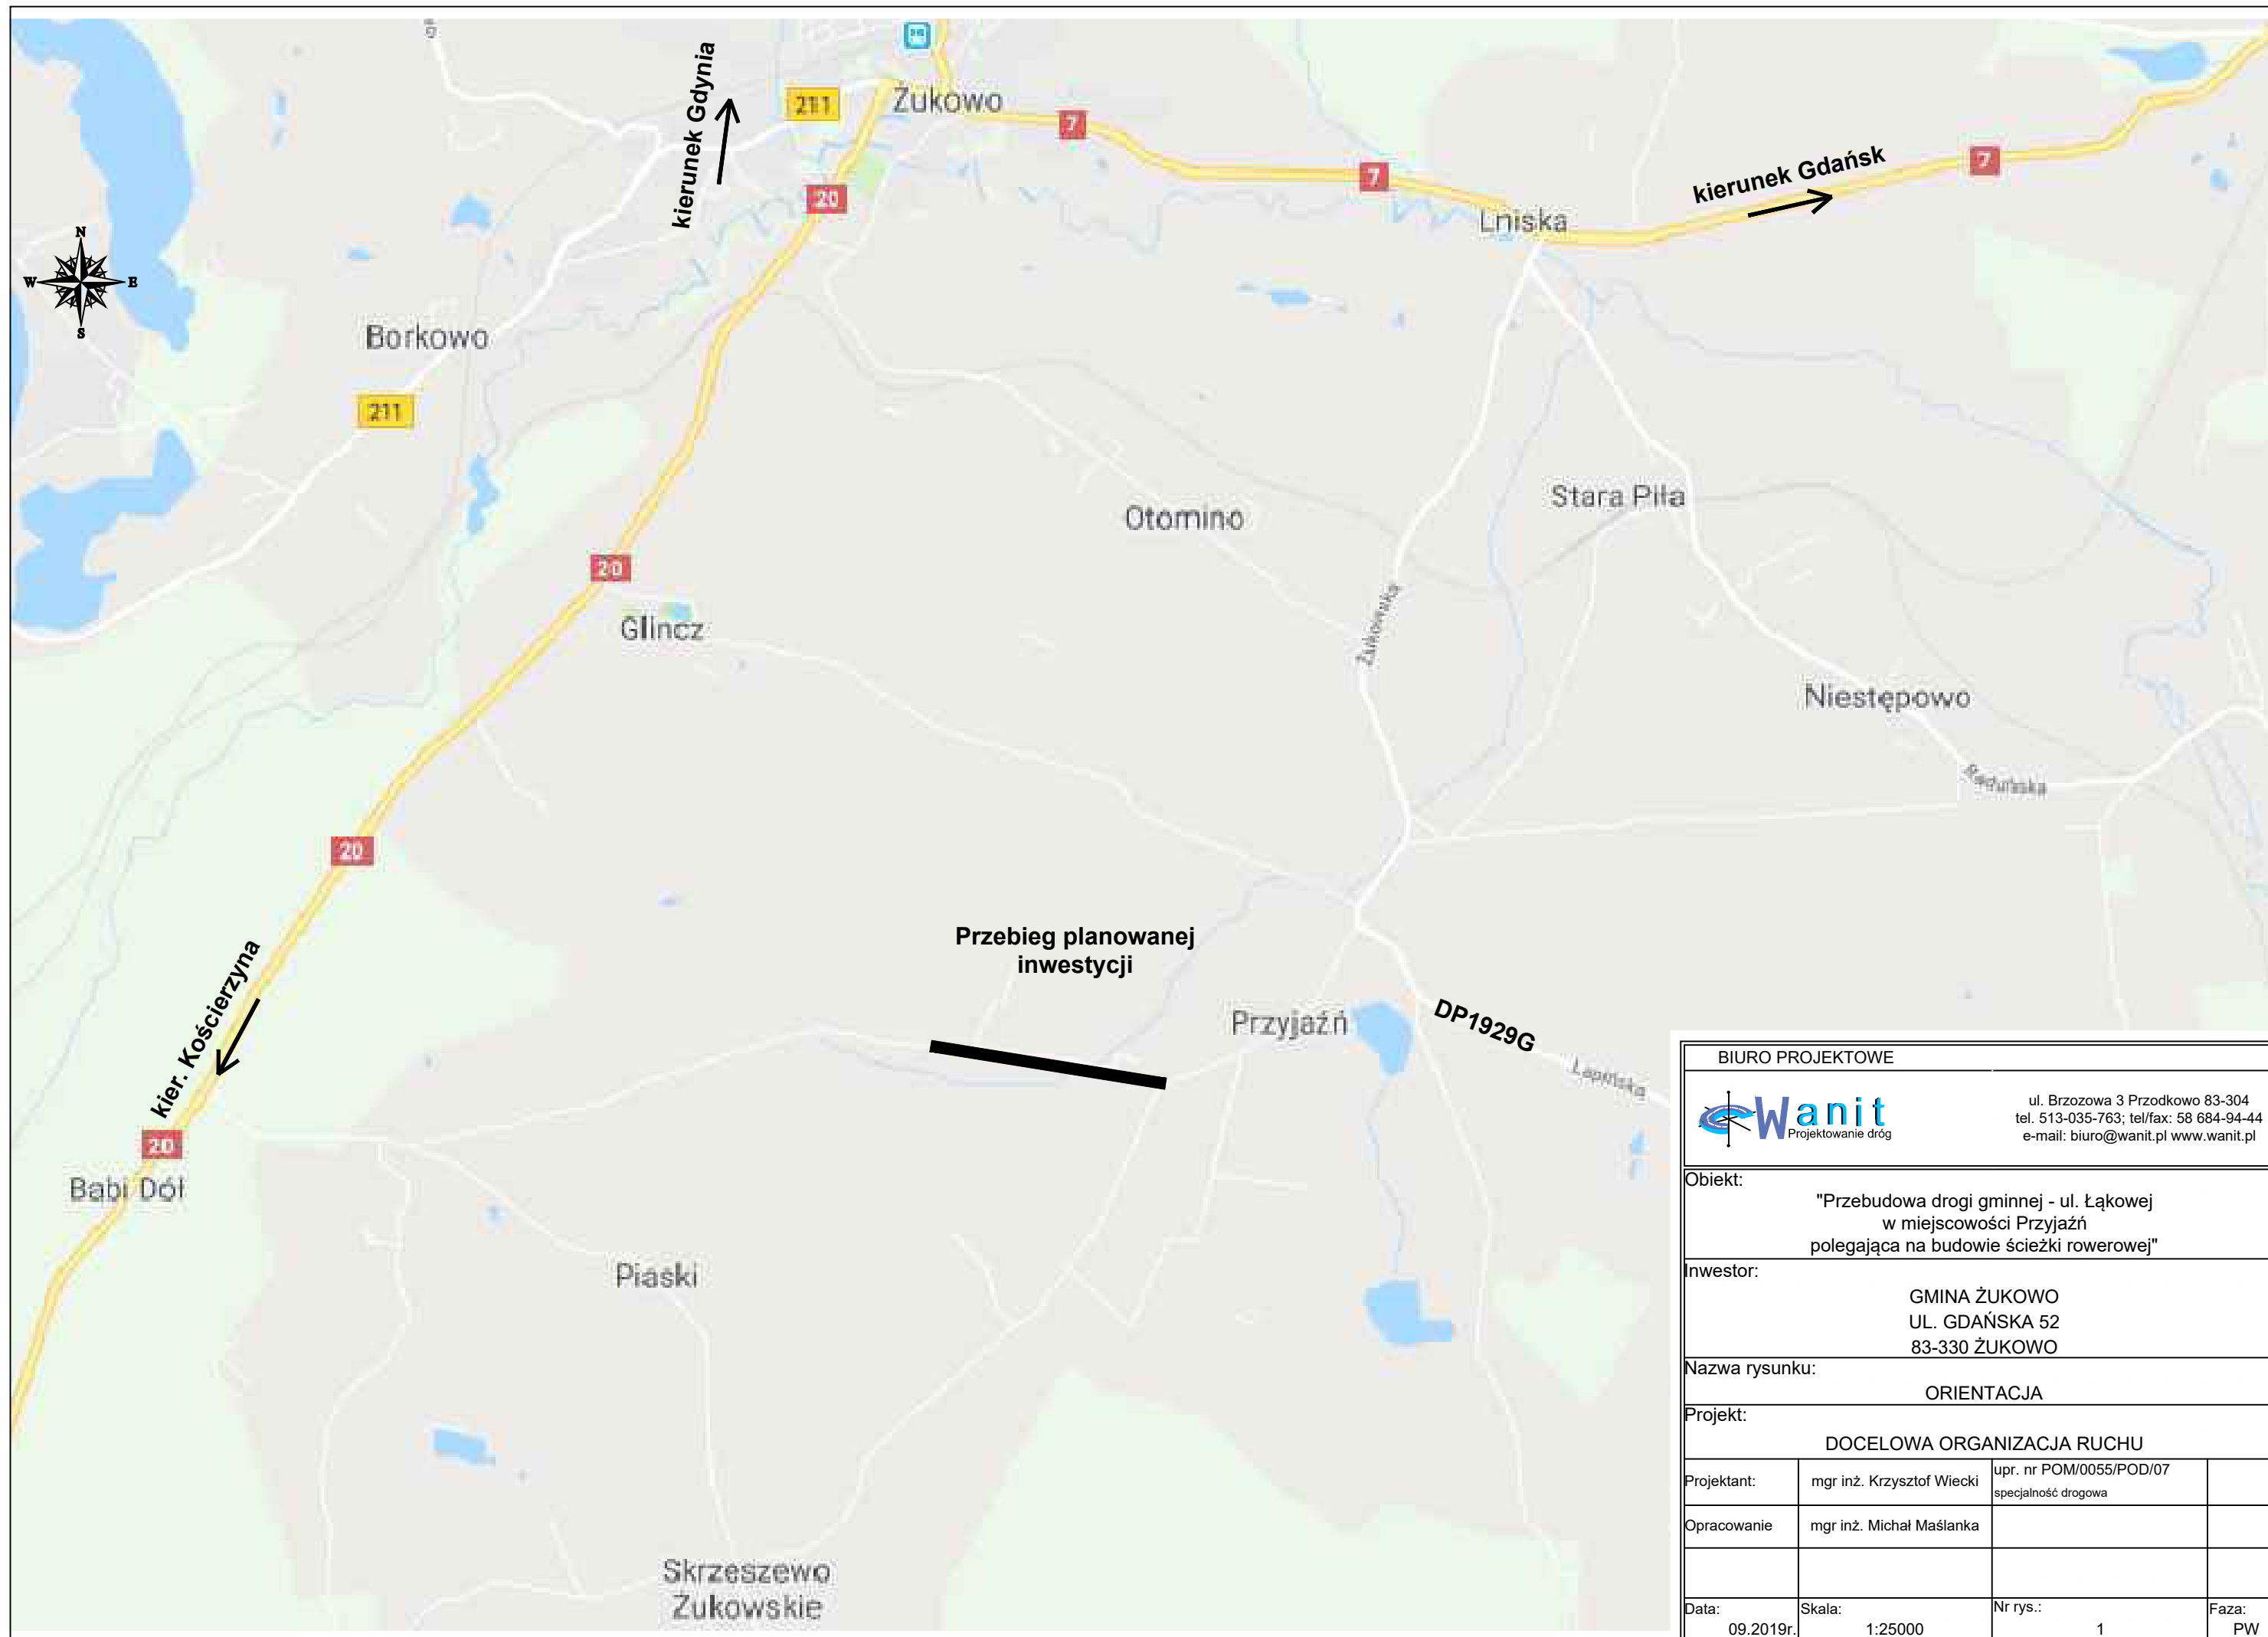 kierunek Gdynia
211
Żukowo
7
7
7
kierunek Gdańsk
20
Lniska
N
W
E
S
Borkowo
211
Otomino
Stara Piła
20
Glincz
Żukowska
Niestępowo
Raduńska
20
Przebieg planowanej
inwestycji
kier. Kościerzyna
Przyjaźń
DP1929G
Łapińska
20
Babi Dół
Piaski
Skrzeszewo
Żukowskie
BIURO PROJEKTOWE
Wanit
Projektowanie dróg
ul. Brzozowa 3 Przodkowo 83-304
tel. 513-035-763; tel/fax: 58 684-94-44
e-mail: biuro@wanit.pl www.wanit.pl
Obiekt:
"Przebudowa drogi gminnej - ul. Łąkowej
w miejscowości Przyjaźń
polegająca na budowie ścieżki rowerowej"
Inwestor:
GMINA ŻUKOWO
UL. GDAŃSKA 52
83-330 ŻUKOWO
Nazwa rysunku:
ORIENTACJA
Projekt:
DOCELOWA ORGANIZACJA RUCHU
Projektant: mgr inż. Krzysztof Wiecki upr. nr POM/0055/POD/07
specjalność drogowa
Opracowanie mgr inż. Michał Maślanka
Data: Skala: Nr rys.: Faza:
09.2019r. 1:25000 1 PW